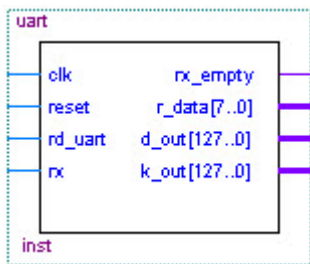 uart
clk rx_empty
reset r_data[7..0]
rd_uart d_out[127..0]
rx k_out[127..0]
inst